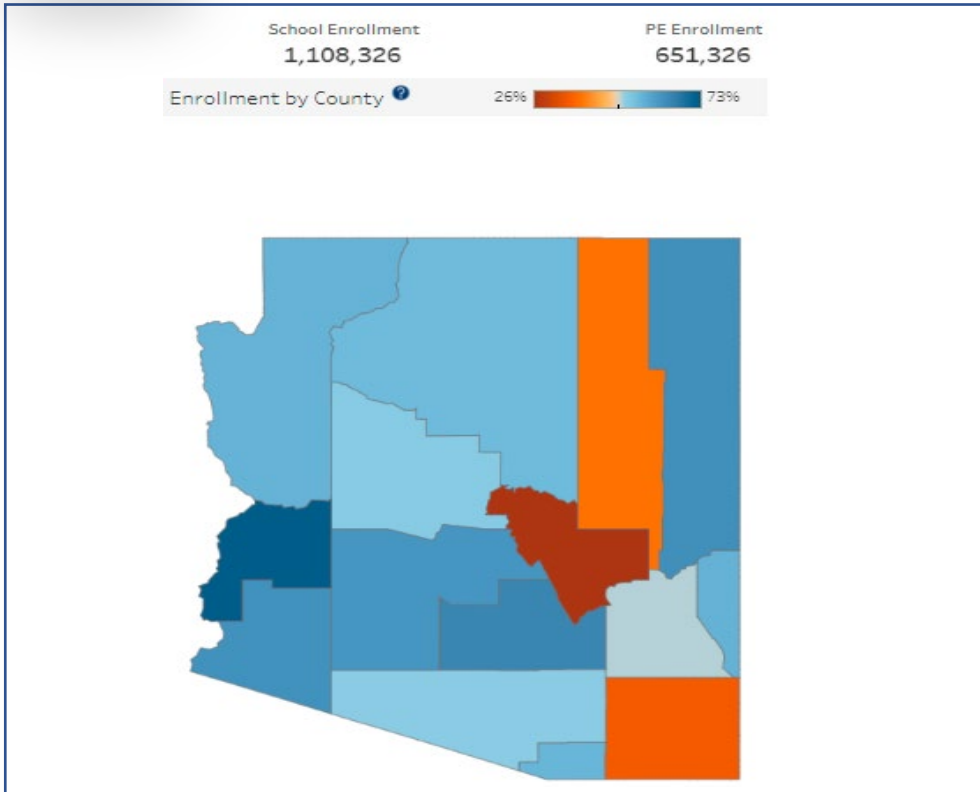 School Enrollment PE Enrollment
1,108,326 651,326
Enrollment by County ? 26% 73%